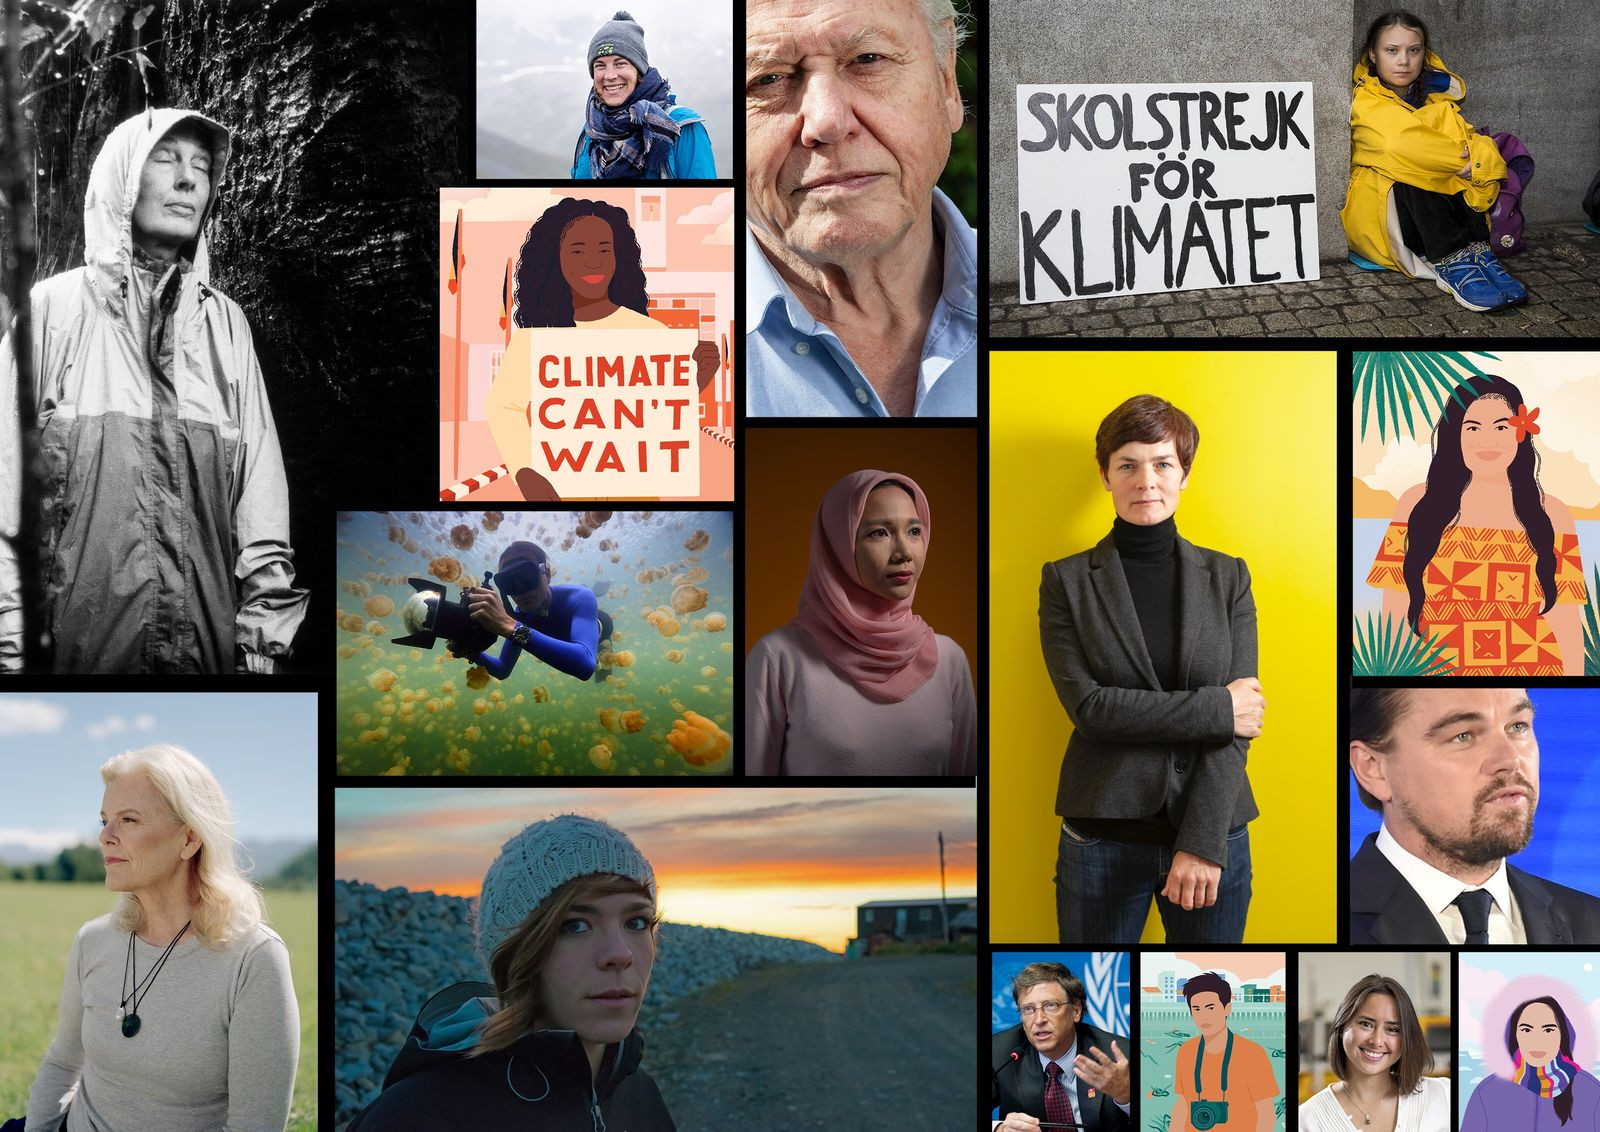 CLIMATE
CAN'T
WAIT
SKOLSTREJK
FÖR
KLIMATET